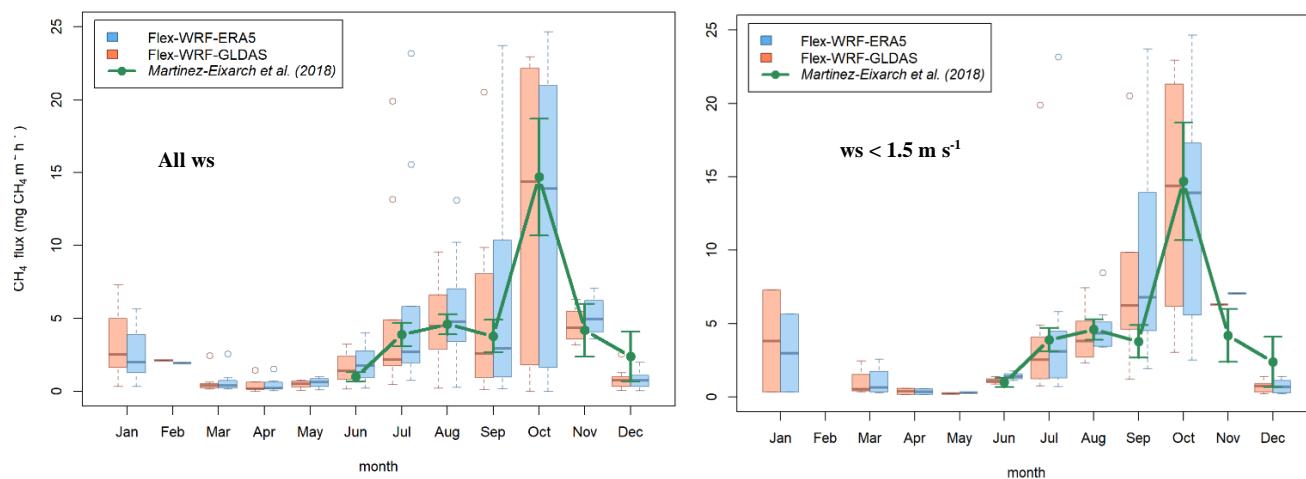 Flex-WRF-ERA5
Flex-WRF-GLDAS
Martinez-Eixarch et al. (2018)
All ws
CH4 flux (mg CH4 m⁻² h⁻¹)
0
5
10
15
20
25
Jan Feb Mar Apr May Jun Jul Aug Sep Oct Nov Dec
month
Flex-WRF-ERA5
Flex-WRF-GLDAS
Martinez-Eixarch et al. (2018)
ws < 1.5 m s-1
0
5
10
15
20
25
Jan Feb Mar Apr May Jun Jul Aug Sep Oct Nov Dec
month